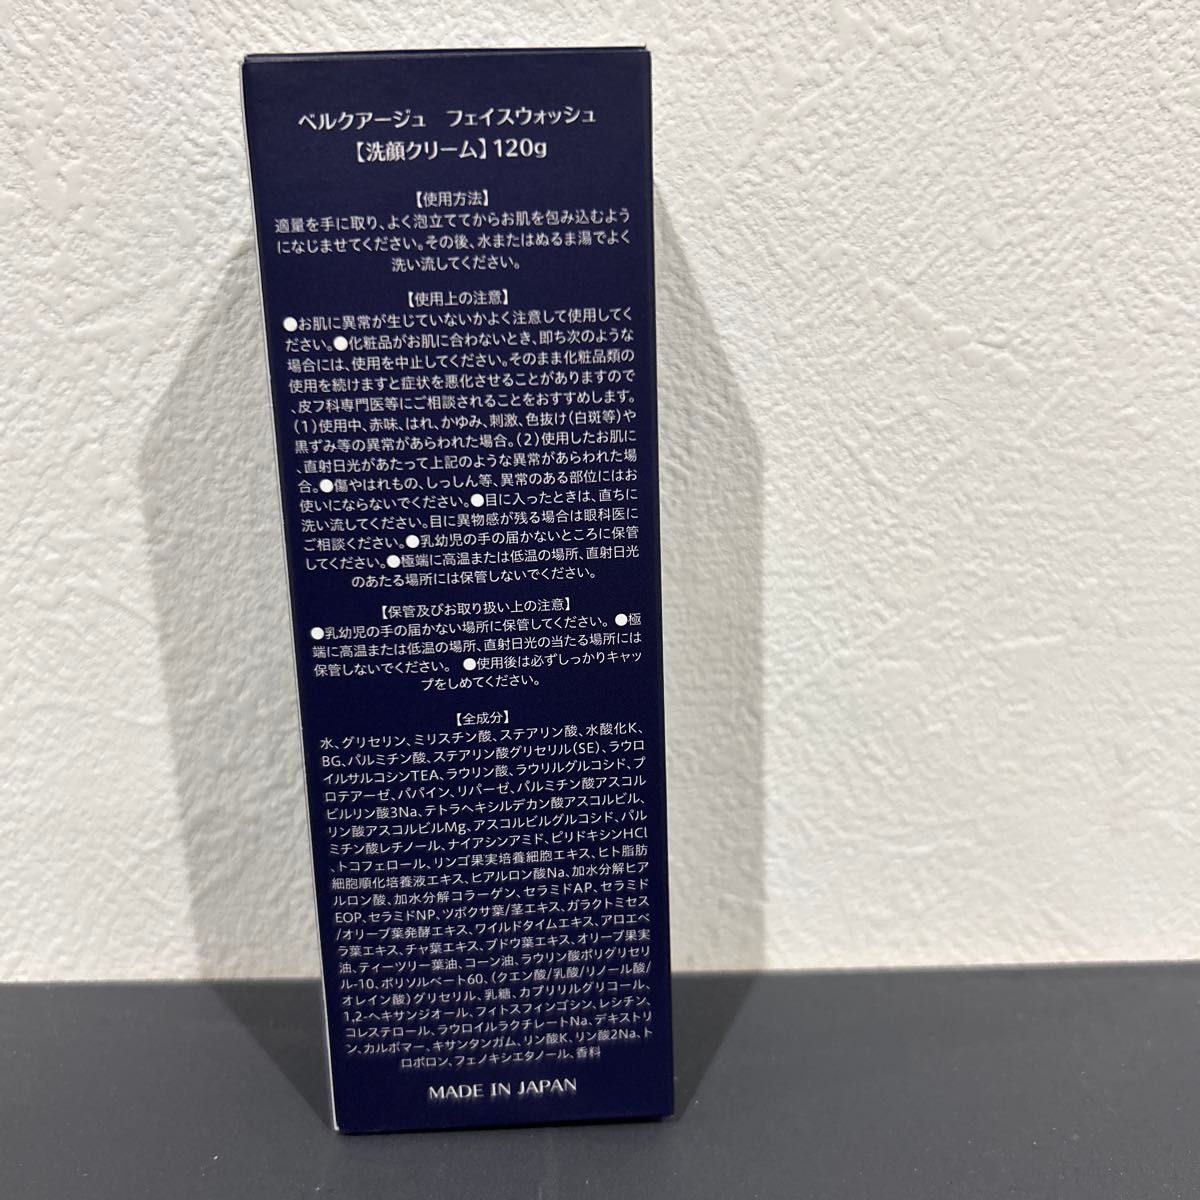 ベルクアージュ　フェイスウォッシュ
【洗顔クリーム】120g
【使用方法】
適量を手に取り、よく泡立ててからお肌を包み込むよう
になじませてください。その後、水またはぬるま湯でよく
洗い流してください。
【使用上の注意】
●お肌に異常が生じていないかよく注意して使用してく
ださい。●化粧品がお肌に合わないとき、即ち次のような
場合には、使用を中止してください。そのまま化粧品類の
使用を続けますと症状を悪化させることがありますので
、皮フ科専門医等にご相談されることをおすすめします。
(1)使用中、赤味、はれ、かゆみ、刺激、色抜け(白斑等)や
黒ずみ等の異常があらわれた場合。(2)使用したお肌に
、直射日光があたって上記のような異常があらわれた場
合。●傷やはれもの、しっしん等、異常のある部位にはお
使いにならないでください。●目に入ったときは、直ちに
洗い流してください。目に異物感が残る場合は眼科医に
ご相談ください。●乳幼児の手の届かないところに保管
してください。●極端に高温または低温の場所、直射日光
のあたる場所には保管しないでください。
【保管及びお取り扱い上の注意】
●乳幼児の手の届かない場所に保管してください。 ●極
端に高温または低温の場所、直射日光の当たる場所には
保管しないでください。 ●使用後は必ずしっかりキャッ
プをしめてください。
【全成分】
水、グリセリン、ミリスチン酸、ステアリン酸、水酸化K、
BG、パルミチン酸、ステアリン酸グリセリル(SE)、ラウロ
イルサルコシンTEA、ラウリン酸、ラウリルグルコシド、プ
ロテアーゼ、パパイン、リパーゼ、パルミチン酸アスコル
ビルリン酸3Na、テトラヘキシルデカン酸アスコルビル、
リン酸アスコルビルMg、アスコルビルグルコシド、パル
ミチン酸レチノール、ナイアシンアミド、ピリドキシンHCl
、トコフェロール、リンゴ果実培養細胞エキス、ヒト脂肪
細胞順化培養液エキス、ヒアルロン酸Na、加水分解ヒア
ルロン酸、加水分解コラーゲン、セラミドAP、セラミド
EOP、セラミドNP、ツボクサ葉/茎エキス、ガラクトミセス
/オリーブ葉発酵エキス、ワイルドタイムエキス、アロエベ
ラ葉エキス、チャ葉エキス、ブドウ葉エキス、オリーブ果実
油、ティーツリー葉油、コーン油、ラウリン酸ポリグリセリ
ル-10、ポリソルベート60、(クエン酸/乳酸/リノール酸/
オレイン酸)グリセリル、乳糖、カプリリルグリコール、
1,2-ヘキサンジオール、フィトスフィンゴシン、レシチン、
コレステロール、ラウロイルラクチレートNa、デキストリ
ン、カルボマー、キサンタンガム、リン酸K、リン酸2Na、ト
ロポロン、フェノキシエタノール、香料
MADE IN JAPAN